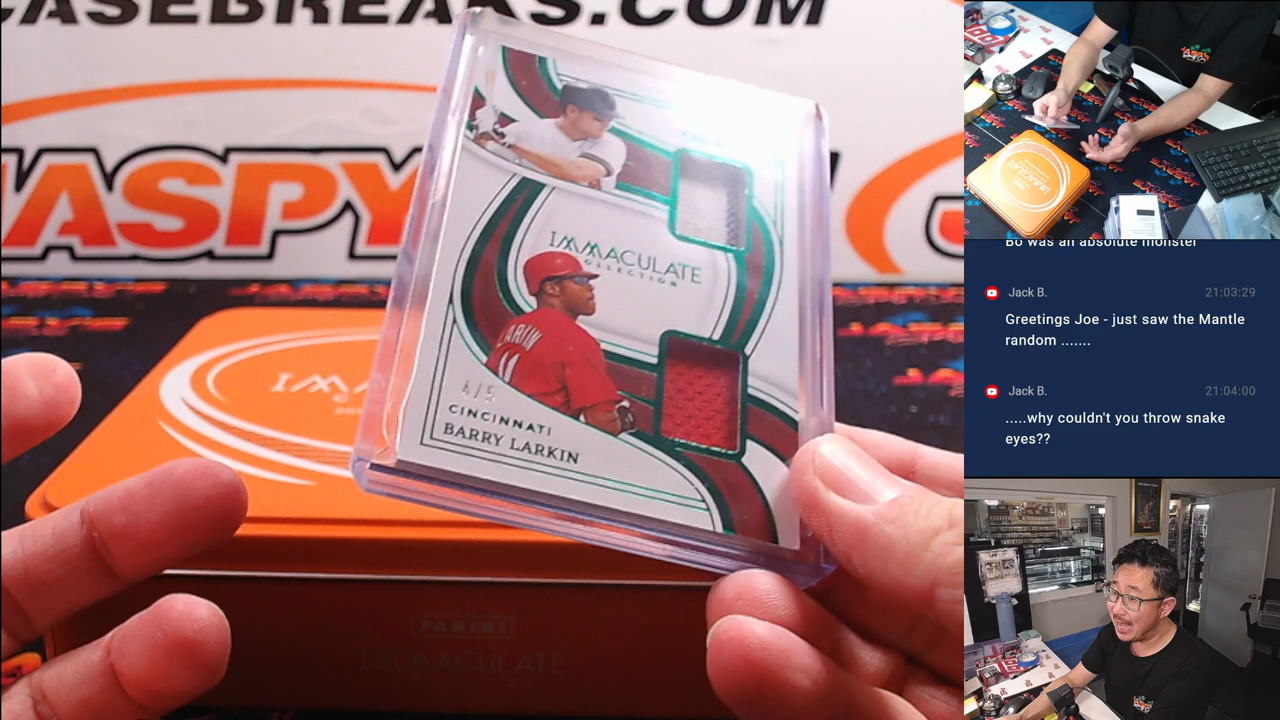 CASEBREAKS.COM
JASPY
IMMACULATE
COLLECTION
LARKIN
11
4/5
CINCINNATI
BARRY LARKIN
PANINI
IMMACULATE
Bo was an absolute monster
Jack B.
21:03:29
Greetings Joe - just saw the Mantle
random .......
Jack B.
21:04:00
.....why couldn't you throw snake
eyes??